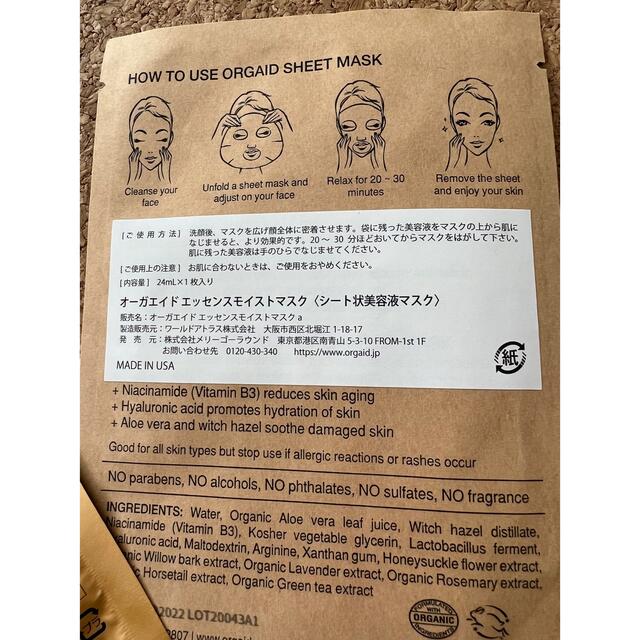 HOW TO USE ORGAID SHEET MASK
Cleanse your
face
Unfold a sheet mask and
adjust on your face
Relax for 20 ~ 30
minutes
Remove the sheet
and enjoy your skin
[ご使用方法] 洗顔後、マスクを広げ顔全体に密着させます。袋に残った美容液をマスクの上から肌に
なじませると、より効果的です。20〜30分ほどおいてからマスクをはがして下さい。
肌に残った美容液は手のひらでなじませてください。
[ご使用上の注意] お肌に合わないときは、ご使用をおやめください。
[内容量] 24mL×1枚入り
オーガエイド エッセンスモイストマスク〈シート状美容液マスク〉
販売名:オーガエイド エッセンスモイストマスク a
製造販売元:ワールドアトラス株式会社 大阪市西区北堀江 1-18-17
発 売 元:株式会社メリーゴーラウンド 東京都港区南青山 5-3-10 FROM-1st 1F
お問い合わせ先 0120-430-340 https://www.orgaid.jp
MADE IN USA
紙
+ Niacinamide (Vitamin B3) reduces skin aging
+ Hyaluronic acid promotes hydration of skin
+ Aloe vera and witch hazel soothe damaged skin
Good for all skin types but stop use if allergic reactions or rashes occur
NO parabens, NO alcohols, NO phthalates, NO sulfates, NO fragrance
INGREDIENTS: Water, Organic Aloe vera leaf juice, Witch hazel distillate,
Niacinamide (Vitamin B3), Kosher vegetable glycerin, Lactobacillus ferment,
acid, Maltodextrin, Arginine, Xanthan gum, Honeysuckle flower extract,
Willow bark extract, Organic Lavender extract, Organic Rosemary extract,
Horsetail extract, Organic Green tea extract
2022 LOT20043A1
FORMULATED WITH
ORGANIC
INGREDIENTS